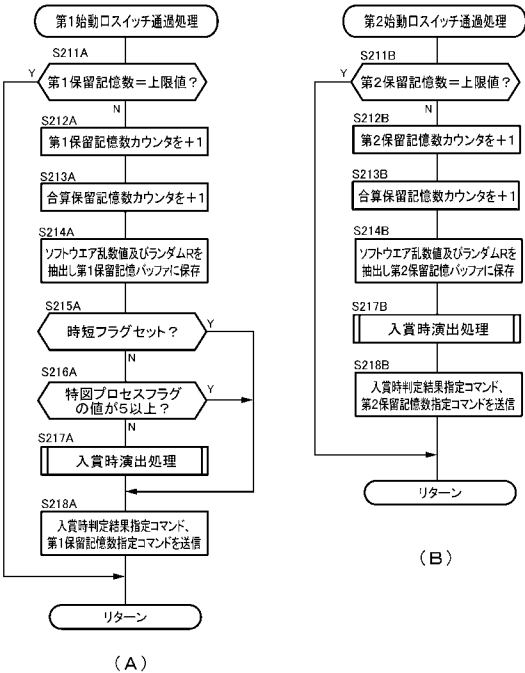 第1始動口スイッチ通過処理
S211A
Y
第1保留記憶数＝上限値？
N
S212A
第1保留記憶数カウンタを＋1
S213A
合算保留記憶数カウンタを＋1
S214A
ソフトウエア乱数値及びランダムRを
抽出し第1保留記憶バッファに保存
S215A
時短フラグセット？
Y
N
S216A
特図プロセスフラグ
の値が5以上？
Y
N
S217A
入賞時演出処理
S218A
入賞時判定結果指定コマンド、
第1保留記憶数指定コマンドを送信
リターン
（A）
第2始動口スイッチ通過処理
S211B
Y
第2保留記憶数＝上限値？
N
S212B
第2保留記憶数カウンタを＋1
S213B
合算保留記憶数カウンタを＋1
S214B
ソフトウエア乱数値及びランダムRを
抽出し第2保留記憶バッファに保存
S217B
入賞時演出処理
S218B
入賞時判定結果指定コマンド、
第2保留記憶数指定コマンドを送信
リターン
（B）